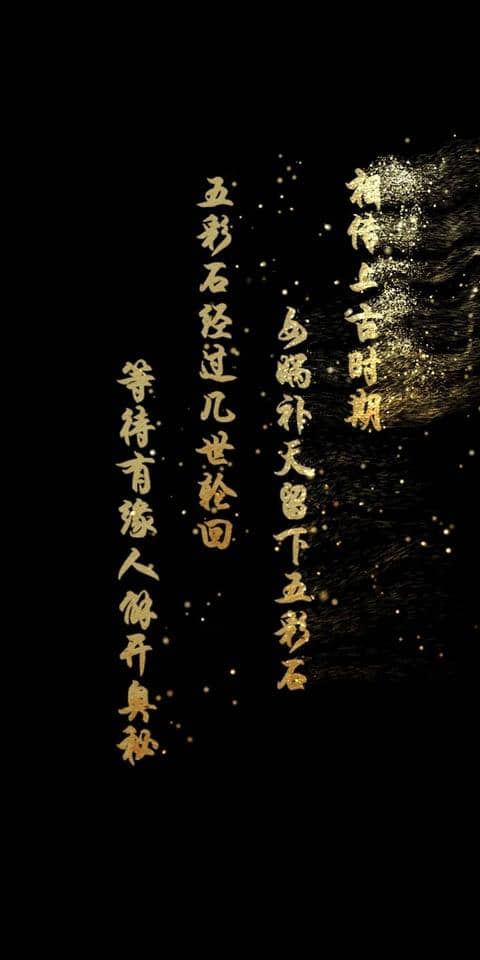 相传上古时期
女娲补天留下五彩石
五彩石经过几世轮回
等待有缘人解开奥秘